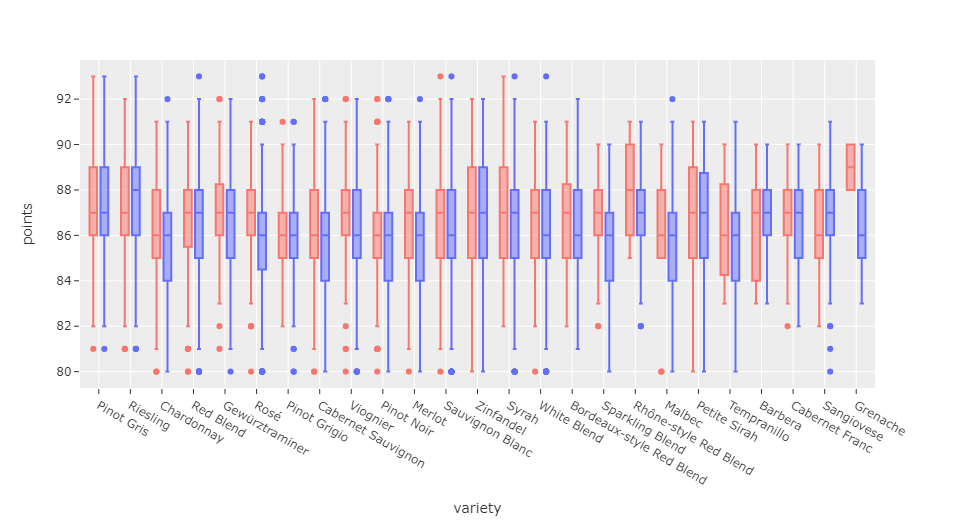 points
92
90
88
86
84
82
80
Pinot Gris
Riesling
Chardonnay
Red Blend
Gewürztraminer
Rosé
Pinot Grigio
Cabernet Sauvignon
Viognier
Pinot Noir
Merlot
Sauvignon Blanc
Zinfandel
Syrah
White Blend
Bordeaux-style Red Blend
Sparkling Blend
Rhône-style Red Blend
Malbec
Petite Sirah
Tempranillo
Barbera
Cabernet Franc
Sangiovese
Grenache
variety